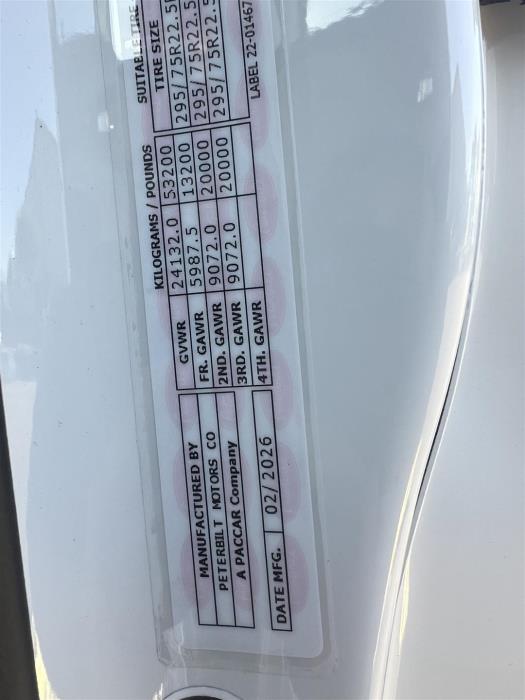 MANUFACTURED BY
PETERBILT MOTORS CO
A PACCAR Company
DATE MFG. 02/2026
KILOGRAMS / POUNDS
GVWR 24132.0 53200
FR. GAWR 5987.5 13200
2ND. GAWR 9072.0 20000
3RD. GAWR 9072.0 20000
4TH. GAWR
SUITABLE TIRE
TIRE SIZE
295/75R22.5
295/75R22.5
295/75R22.5
LABEL 22-01467